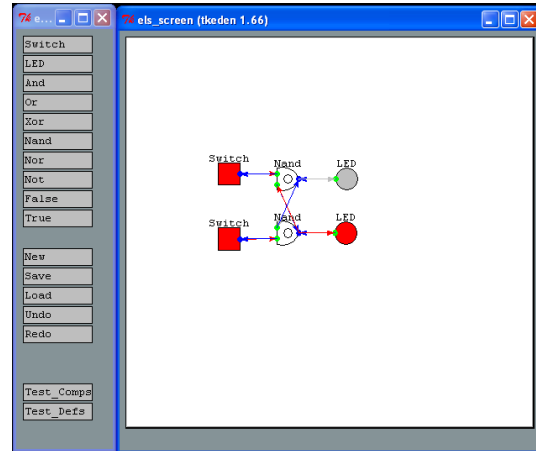 e...
els_screen (tkeden 1.66)
Switch
LED
And
Or
Xor
Nand
Nor
Not
False
True
New
Save
Load
Undo
Redo
Test_Comps
Test_Defs
Switch
Nand
LED
Switch
Nand
LED